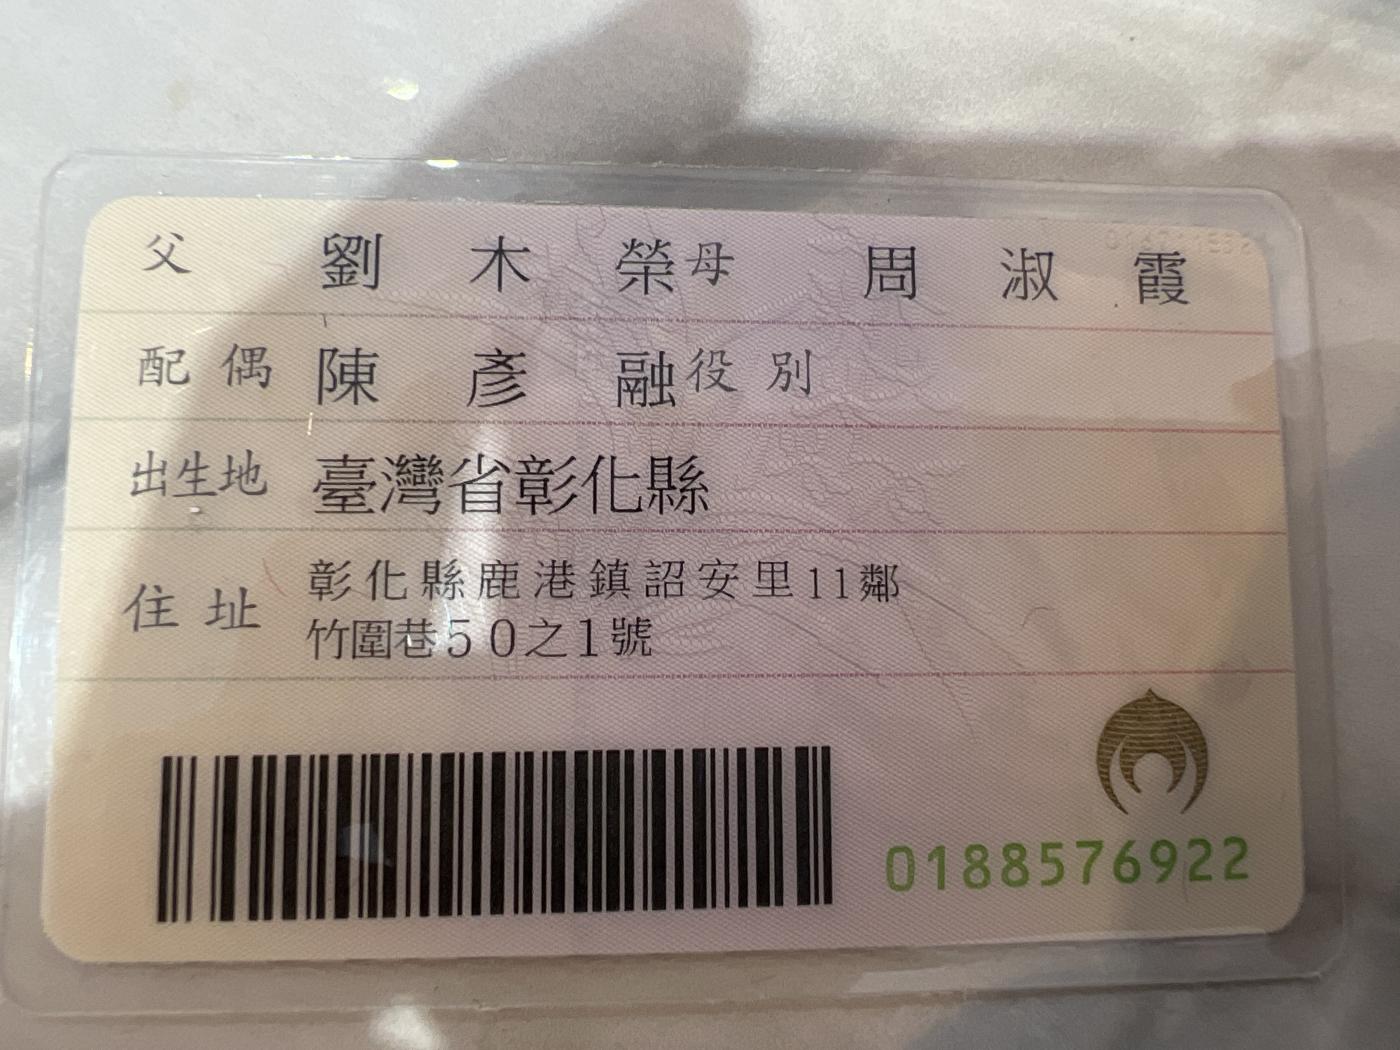 父 劉木榮 母 周淑霞
配偶 陳彥融 役別
出生地 臺灣省彰化縣
住址 彰化縣鹿港鎮詔安里11鄰
竹圍巷50之1號
0188576922